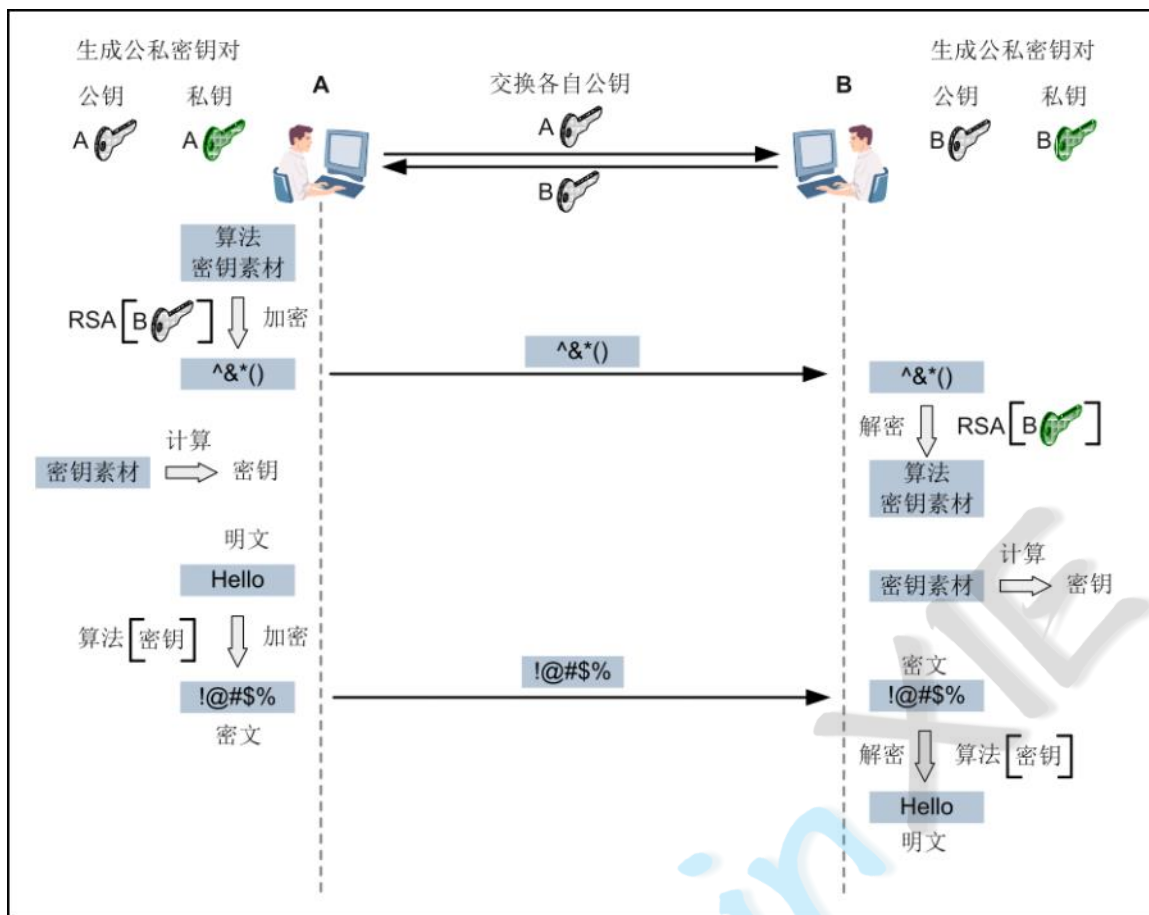 生成公私密钥对
生成公私密钥对
公钥
私钥
A
交换各自公钥
B
公钥
私钥
A
A
A
B
B
B
算法
密钥素材
RSA[B ]
加密
^&*()
^&*()
^&*()
解密
RSA[B ]
计算
密钥素材
密钥
算法
密钥素材
明文
Hello
计算
密钥素材
密钥
算法[密钥]
加密
!@#$%
!@#$%
密文
!@#$%
密文
解密
算法[密钥]
Hello
明文
in XIE